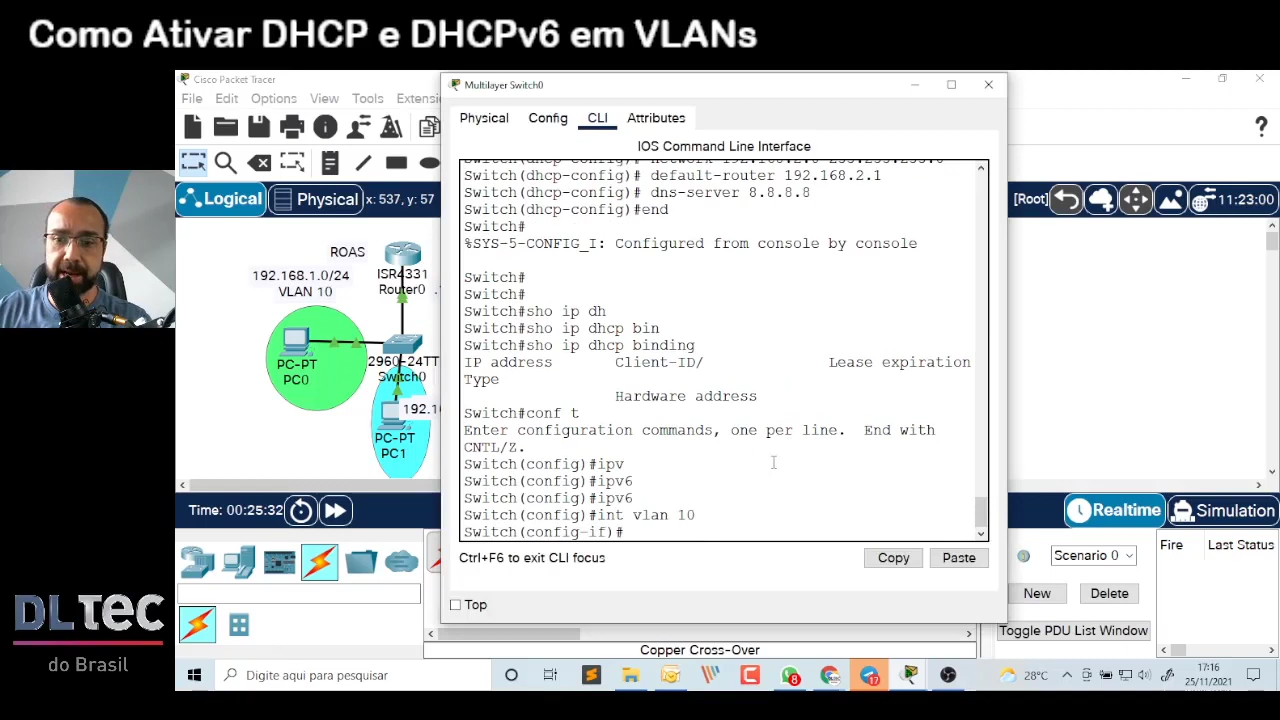 Como Ativar DHCP e DHCPv6 em VLANs
Cisco Packet Tracer
File Edit Options View Tools Extensi
Logical
Physical
x: 537, y: 57
[Root]
11:23:00
ROAS
192.168.1.0/24
VLAN 10
ISR4331
Router0
PC-PT
PC0
2960-24TT
Switch0
192.1
PC-PT
PC1
Time: 00:25:32
Realtime
Simulation
Multilayer Switch0
Physical Config CLI Attributes
IOS Command Line Interface
Switch(dhcp-config)# default-router 192.168.2.1
Switch(dhcp-config)# dns-server 8.8.8.8
Switch(dhcp-config)#end
Switch#
%SYS-5-CONFIG_I: Configured from console by console
Switch#
Switch#
Switch#sho ip dh
Switch#sho ip dhcp bin
Switch#sho ip dhcp binding
IP address Client-ID/ Lease expiration
Type
Hardware address
Switch#conf t
Enter configuration commands, one per line. End with
CNTL/Z.
Switch(config)#ipv
Switch(config)#ipv6
Switch(config)#ipv6
Switch(config)#int vlan 10
Switch(config-if)#
Ctrl+F6 to exit CLI focus
Copy
Paste
Top
Scenario 0
Fire Last Status
New
Delete
Toggle PDU List Window
Copper Cross-Over
DLTEC
do Brasil
Digite aqui para pesquisar
8
17
28°C
17:16
25/11/2021